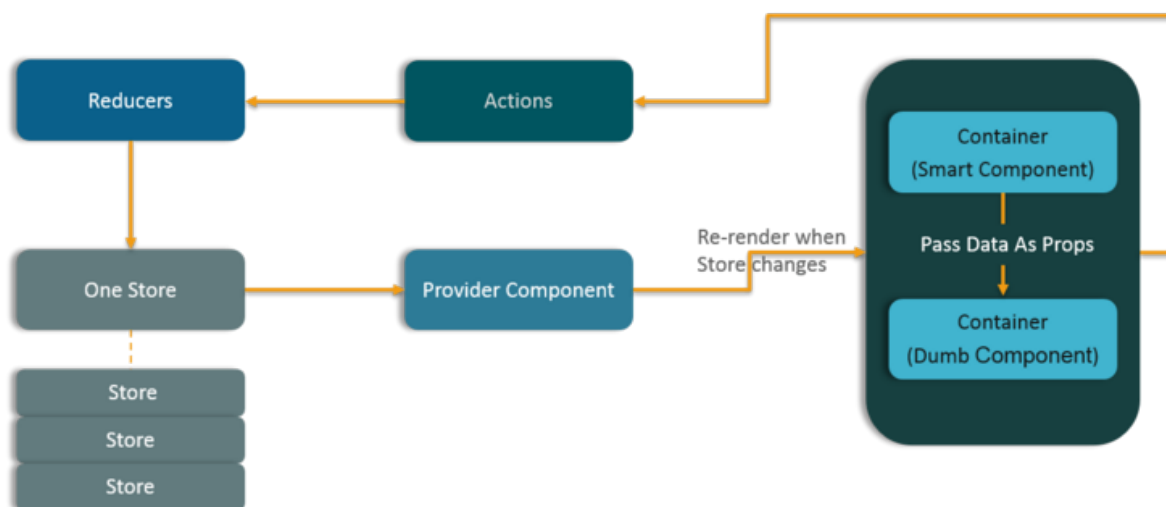 Reducers
Actions
Container
(Smart Component)
Re-render when
Store changes
Pass Data As Props
One Store
Provider Component
Container
(Dumb Component)
Store
Store
Store